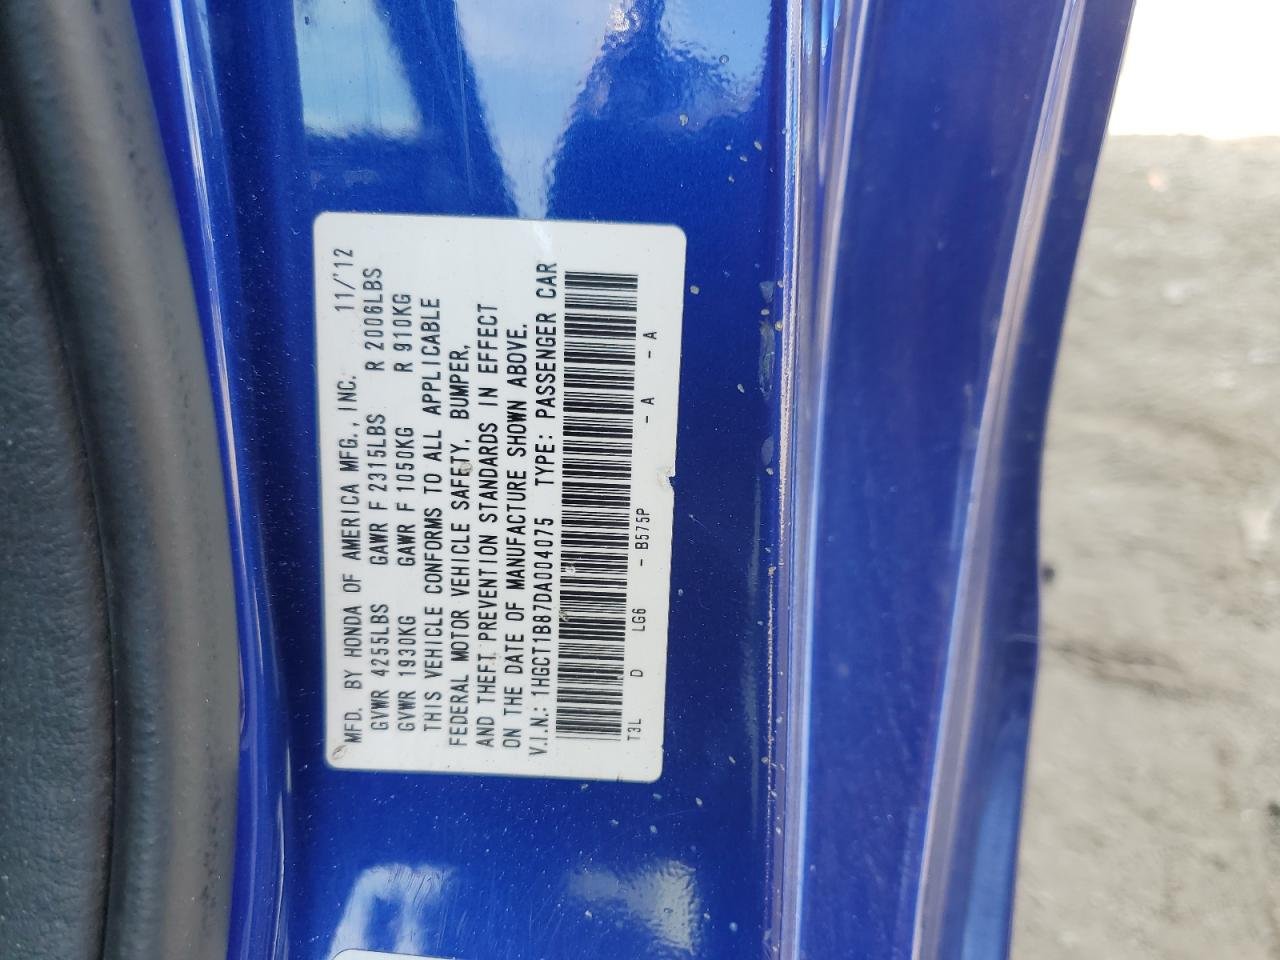 MFD. BY HONDA OF AMERICA MFG., INC. 11/'12
GVWR 4255LBS GAWR F 2315LBS R 2006LBS
GVWR 1930KG GAWR F 1050KG R 910KG
THIS VEHICLE CONFORMS TO ALL APPLICABLE
FEDERAL MOTOR VEHICLE SAFETY, BUMPER,
AND THEFT PREVENTION STANDARDS IN EFFECT
ON THE DATE OF MANUFACTURE SHOWN ABOVE.
V.I.N.: 1HGCT1B87DA004075 TYPE: PASSENGER CAR
T3L D LG6 - B575P - A - A